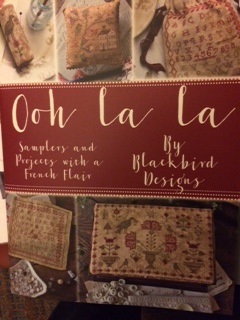 Ooh la la
Samplers and
Projects with a
French Flair
By
Blackbird
Designs